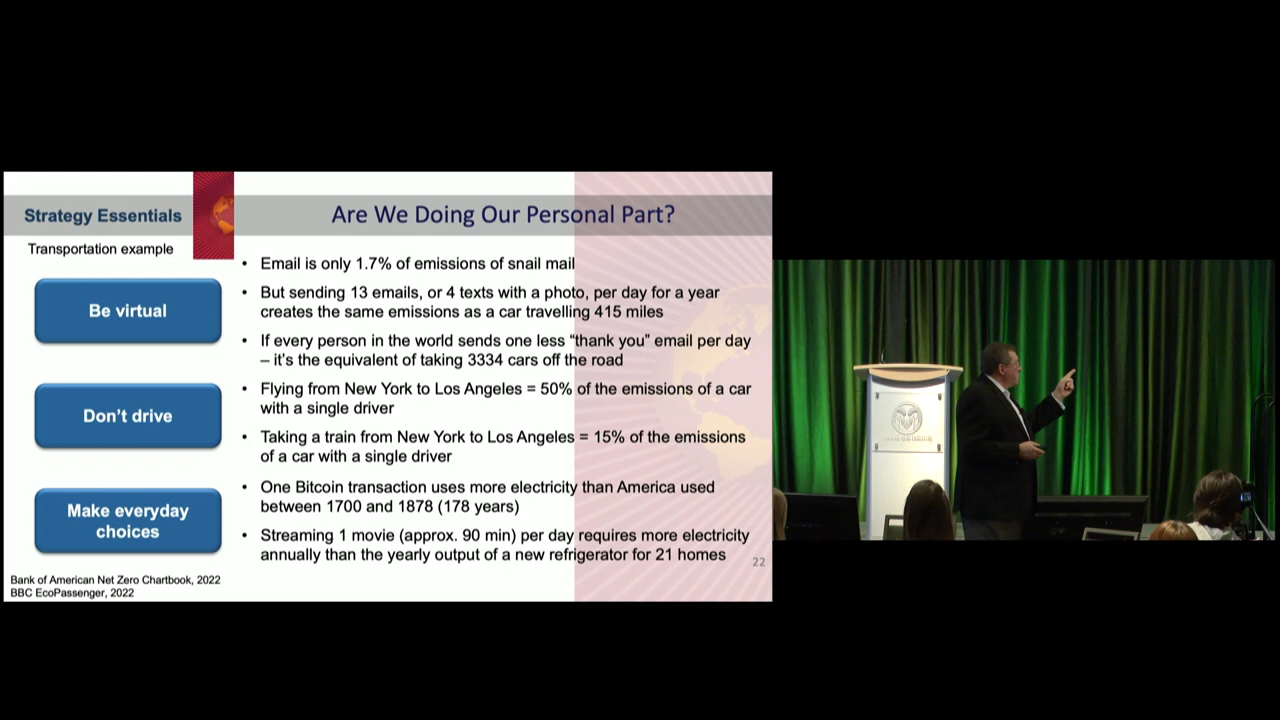 Strategy Essentials
Are We Doing Our Personal Part?
Transportation example
Be virtual
Don't drive
Make everyday
choices
• Email is only 1.7% of emissions of snail mail
• But sending 13 emails, or 4 texts with a photo, per day for a year
creates the same emissions as a car travelling 415 miles
• If every person in the world sends one less “thank you” email per day
– it's the equivalent of taking 3334 cars off the road
• Flying from New York to Los Angeles = 50% of the emissions of a car
with a single driver
• Taking a train from New York to Los Angeles = 15% of the emissions
of a car with a single driver
• One Bitcoin transaction uses more electricity than America used
between 1700 and 1878 (178 years)
• Streaming 1 movie (approx. 90 min) per day requires more electricity
annually than the yearly output of a new refrigerator for 21 homes
22
Bank of American Net Zero Chartbook, 2022
BBC EcoPassenger, 2022